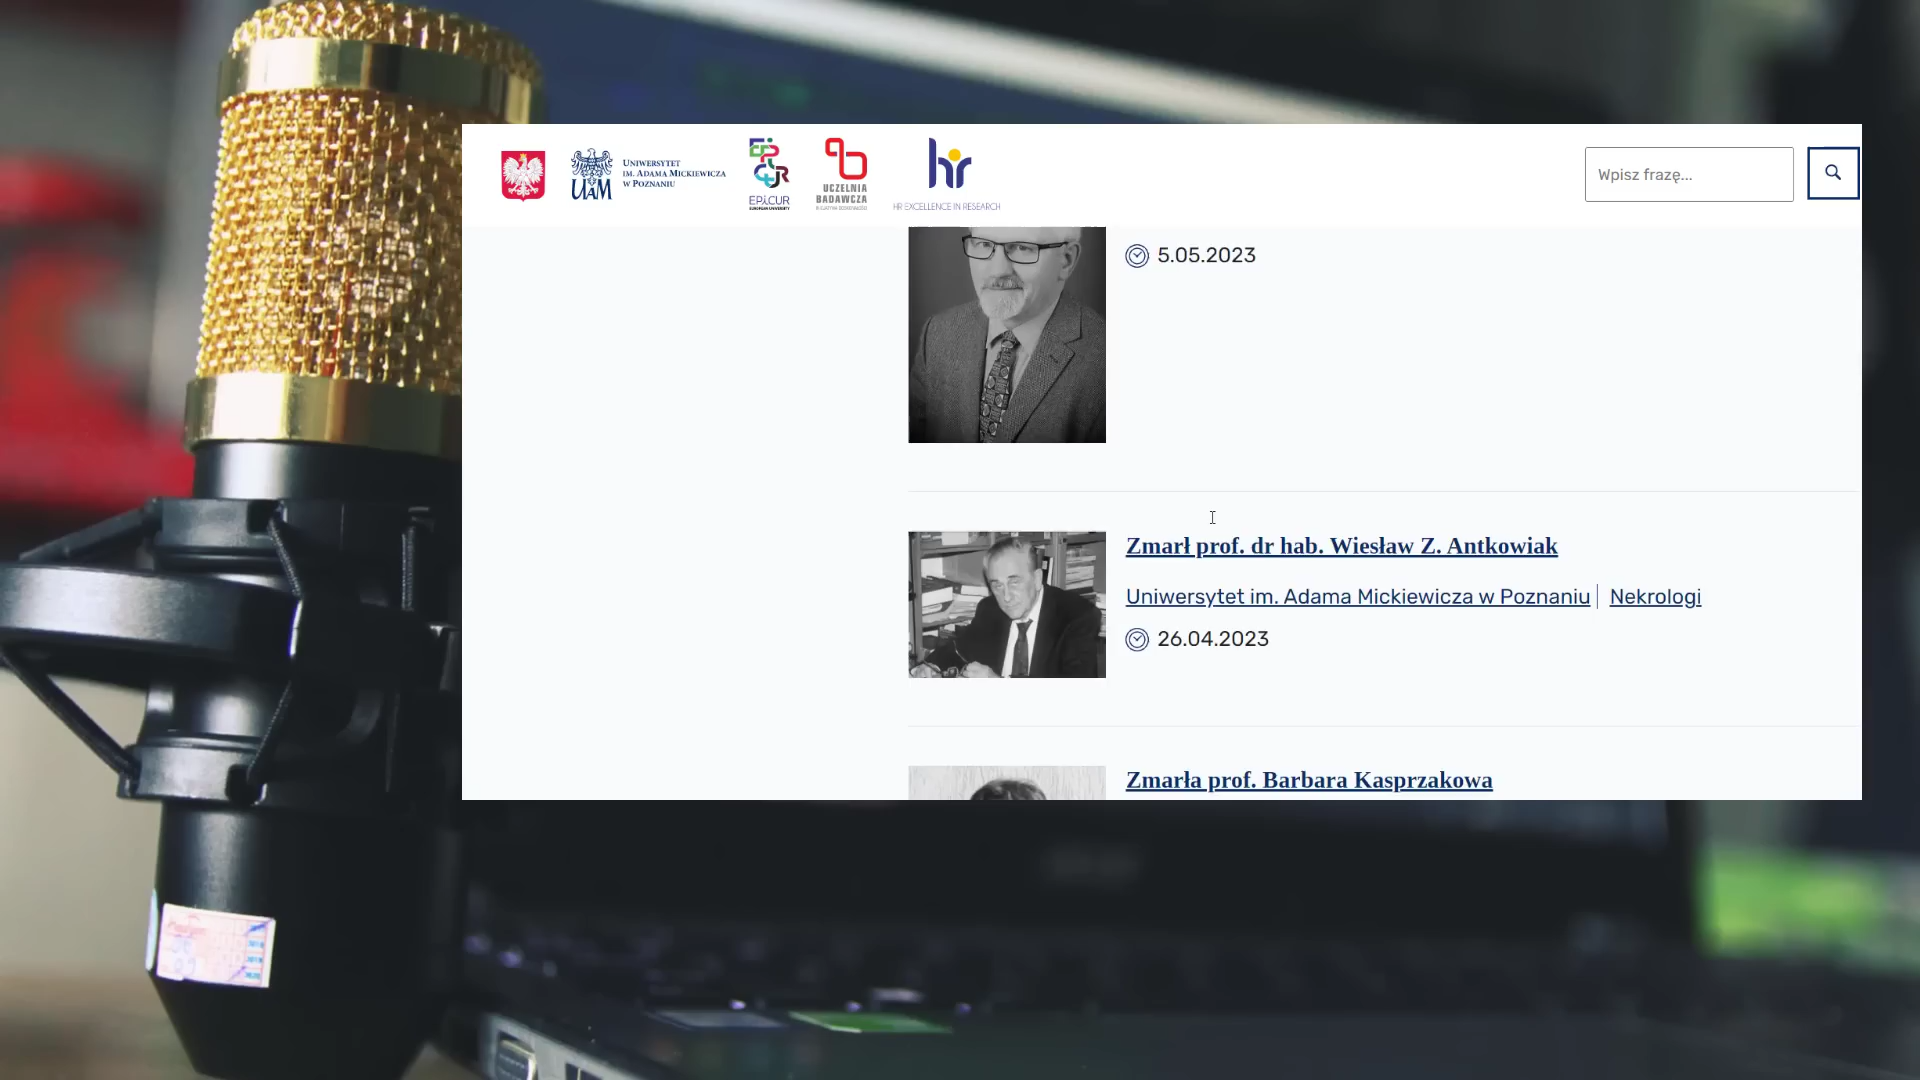 UNIWERSYTET
IM. ADAMA MICKIEWICZA
W POZNANIU
UAM
EPICUR
EUROPEAN UNIVERSITY
UCZELNIA
BADAWCZA
hr
HR EXCELLENCE IN RESEARCH
Wpisz frazę...
5.05.2023
Zmarł prof. dr hab. Wiesław Z. Antkowiak
Uniwersytet im. Adama Mickiewicza w Poznaniu | Nekrologi
26.04.2023
Zmarła prof. Barbara Kasprzakowa